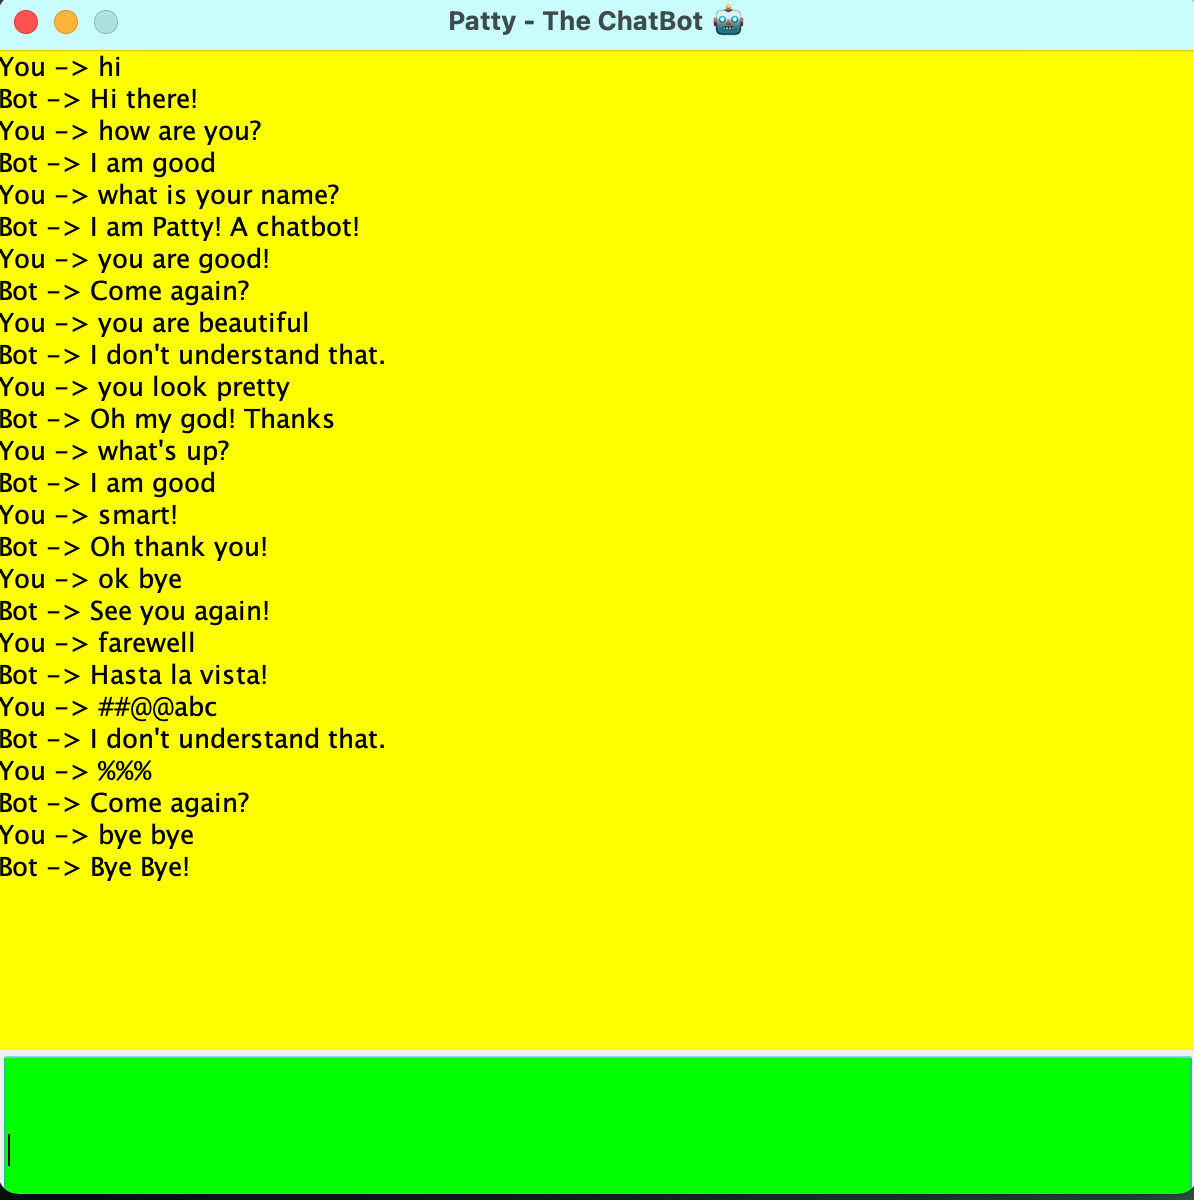 Patty - The ChatBot 🤖
You -> hi
Bot -> Hi there!
You -> how are you?
Bot -> I am good
You -> what is your name?
Bot -> I am Patty! A chatbot!
You -> you are good!
Bot -> Come again?
You -> you are beautiful
Bot -> I don't understand that.
You -> you look pretty
Bot -> Oh my god! Thanks
You -> what's up?
Bot -> I am good
You -> smart!
Bot -> Oh thank you!
You -> ok bye
Bot -> See you again!
You -> farewell
Bot -> Hasta la vista!
You -> ##@@abc
Bot -> I don't understand that.
You -> %%%
Bot -> Come again?
You -> bye bye
Bot -> Bye Bye!